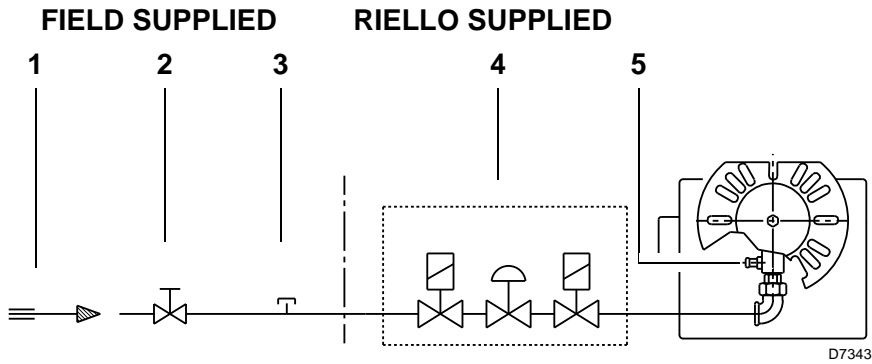 FIELD SUPPLIED RIELLO SUPPLIED
1 2 3 4 5
D7343